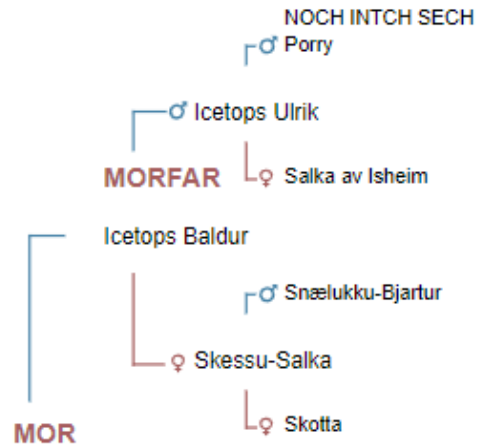 NOCH INTCH SECH
♂ Porry
♂ Icetops Ulrik
MORFAR
♀ Salka av Isheim
Icetops Baldur
♂ Snælukku-Bjartur
♀ Skessu-Salka
♀ Skotta
MOR